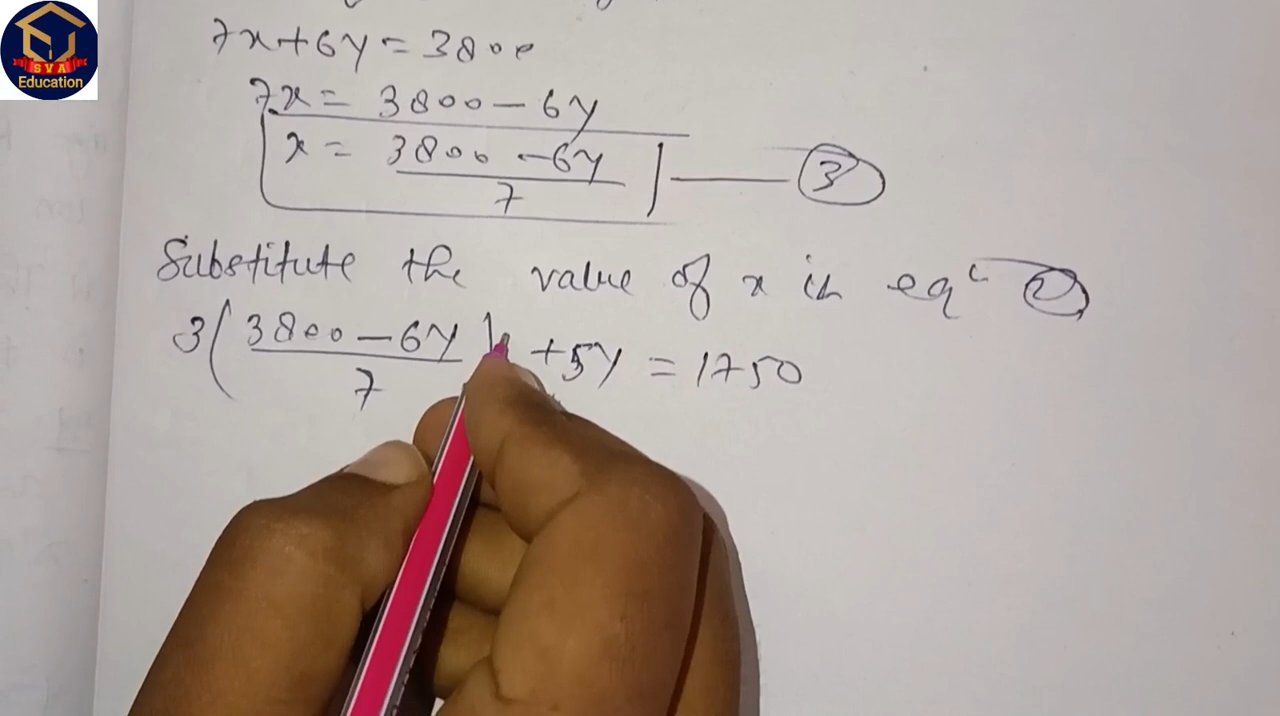 SVA
Education
7x+6y=3800
7x = 3800 - 6y
x = 3800 - 6y / 7 —— 3
Substitute the value of x in eqⁿ 2
3(3800 - 6y / 7) + 5y = 1750